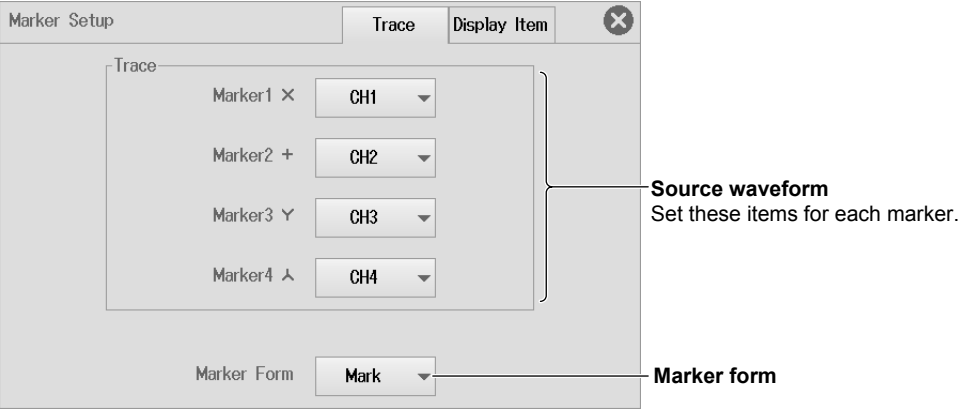 Marker Setup
Trace
Display Item
Trace
Marker1 ×
CH1
Marker2 +
CH2
Marker3 Y
CH3
Marker4 ⅄
CH4
Source waveform
Set these items for each marker.
Marker Form
Mark
Marker form